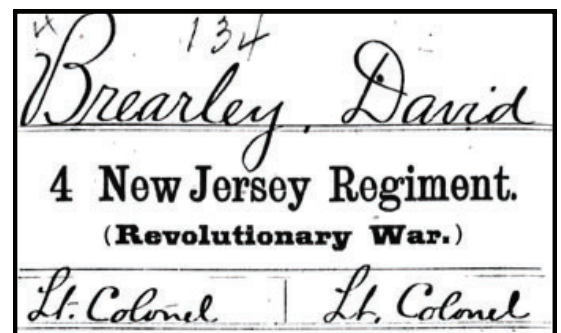 134
Brearley, David
4 New Jersey Regiment.
(Revolutionary War.)
Lt. Colonel Lt. Colonel